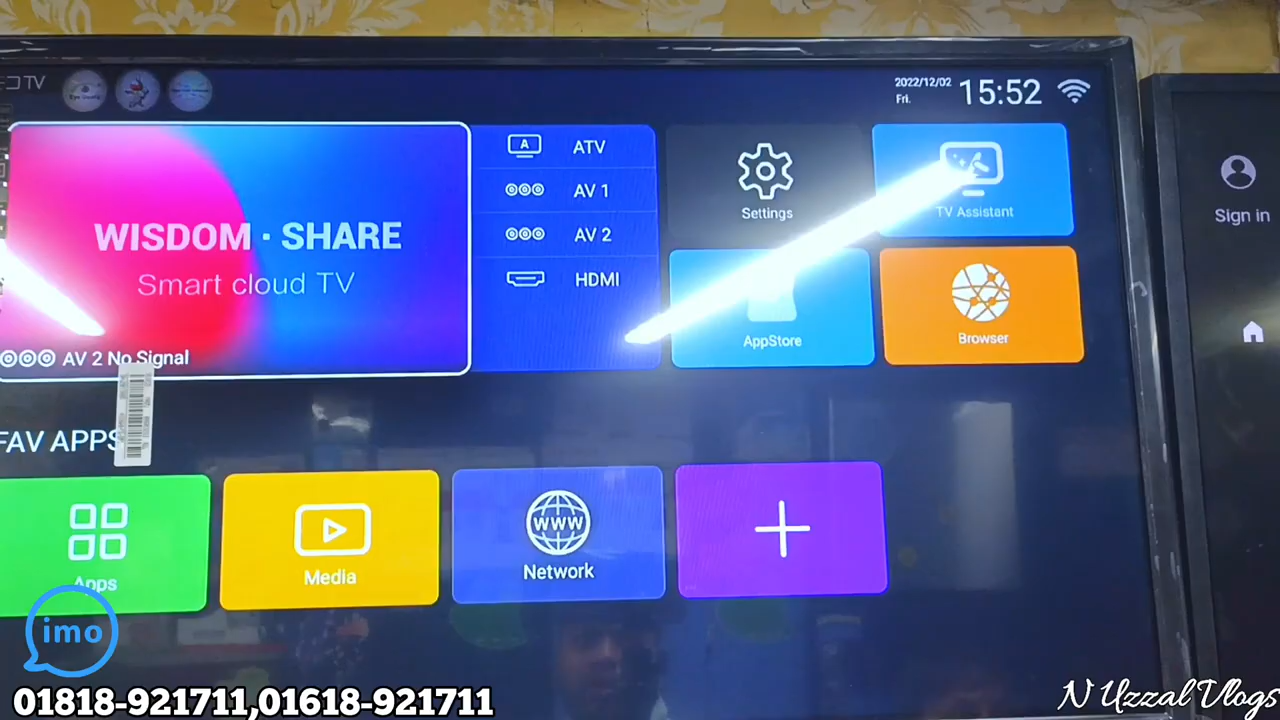 TV
2022/12/02
Fri.
15:52
WISDOM · SHARE
Smart cloud TV
AV 2 No Signal
A
ATV
AV 1
AV 2
HDMI
Settings
TV Assistant
AppStore
Browser
Sign in
FAV APPS
Apps
Media
www
Network
imo
01818-921711,01618-921711
N Uzzal Vlogs